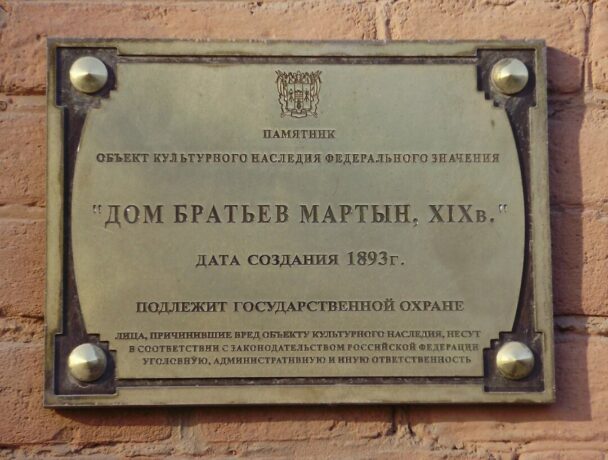 ПАМЯТНИК
ОБЪЕКТ КУЛЬТУРНОГО НАСЛЕДИЯ ФЕДЕРАЛЬНОГО ЗНАЧЕНИЯ
"ДОМ БРАТЬЕВ МАРТЫН, XIXв."
ДАТА СОЗДАНИЯ 1893г.
ПОДЛЕЖИТ ГОСУДАРСТВЕННОЙ ОХРАНЕ
ЛИЦА, ПРИЧИНИВШИЕ ВРЕД ОБЪЕКТУ КУЛЬТУРНОГО НАСЛЕДИЯ, НЕСУТ
В СООТВЕТСТВИИ С ЗАКОНОДАТЕЛЬСТВОМ РОССИЙСКОЙ ФЕДЕРАЦИИ
УГОЛОВНУЮ, АДМИНИСТРАТИВНУЮ И ИНУЮ ОТВЕТСТВЕННОСТЬ